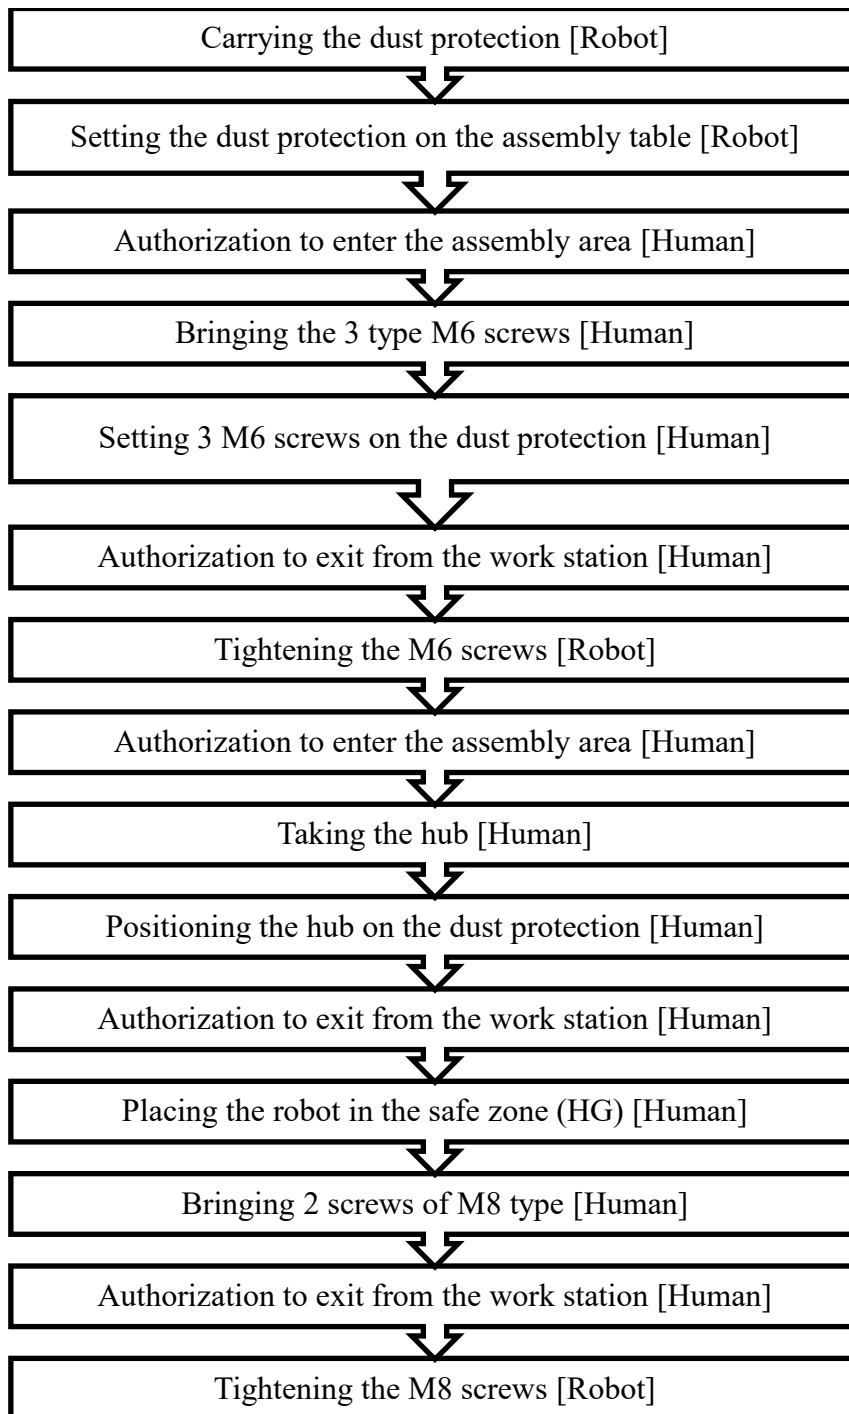 Carrying the dust protection [Robot]
Setting the dust protection on the assembly table [Robot]
Authorization to enter the assembly area [Human]
Bringing the 3 type M6 screws [Human]
Setting 3 M6 screws on the dust protection [Human]
Authorization to exit from the work station [Human]
Tightening the M6 screws [Robot]
Authorization to enter the assembly area [Human]
Taking the hub [Human]
Positioning the hub on the dust protection [Human]
Authorization to exit from the work station [Human]
Placing the robot in the safe zone (HG) [Human]
Bringing 2 screws of M8 type [Human]
Authorization to exit from the work station [Human]
Tightening the M8 screws [Robot]